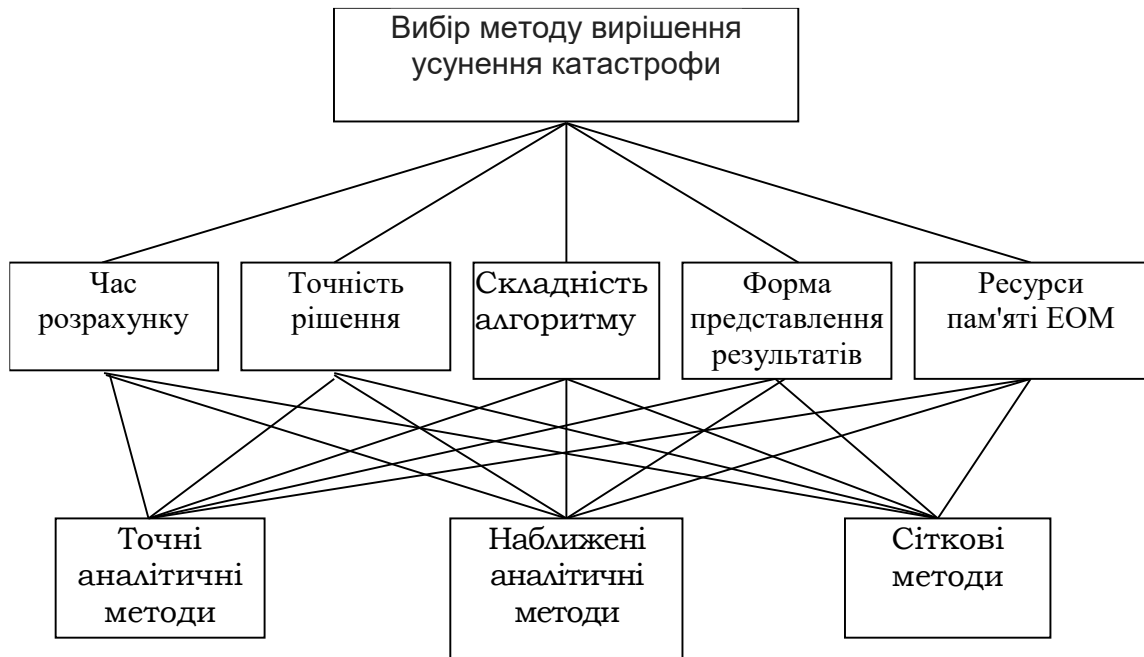 Вибір методу вирішення
усунення катастрофи
Час
розрахунку
Точність
рішення
Складність
алгоритму
Форма
представлення
результатів
Ресурси
пам'яті ЕОМ
Точні
аналітичні
методи
Наближені
аналітичні
методи
Сіткові
методи